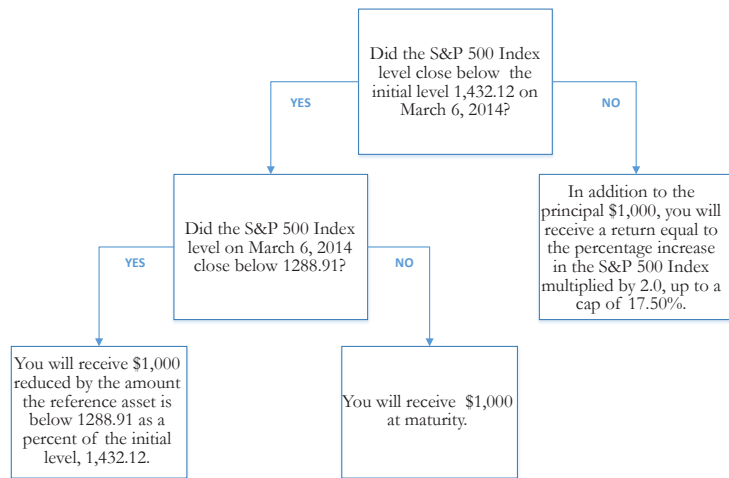 Did the S&P 500 Index
level close below the
initial level 1,432.12 on
March 6, 2014?
YES
NO
Did the S&P 500 Index
level on March 6, 2014
close below 1288.91?
In addition to the
principal $1,000, you will
receive a return equal to
the percentage increase
in the S&P 500 Index
multiplied by 2.0, up to a
cap of 17.50%.
YES
NO
You will receive $1,000
reduced by the amount
the reference asset is
below 1288.91 as a
percent of the initial
level, 1,432.12.
You will receive $1,000
at maturity.